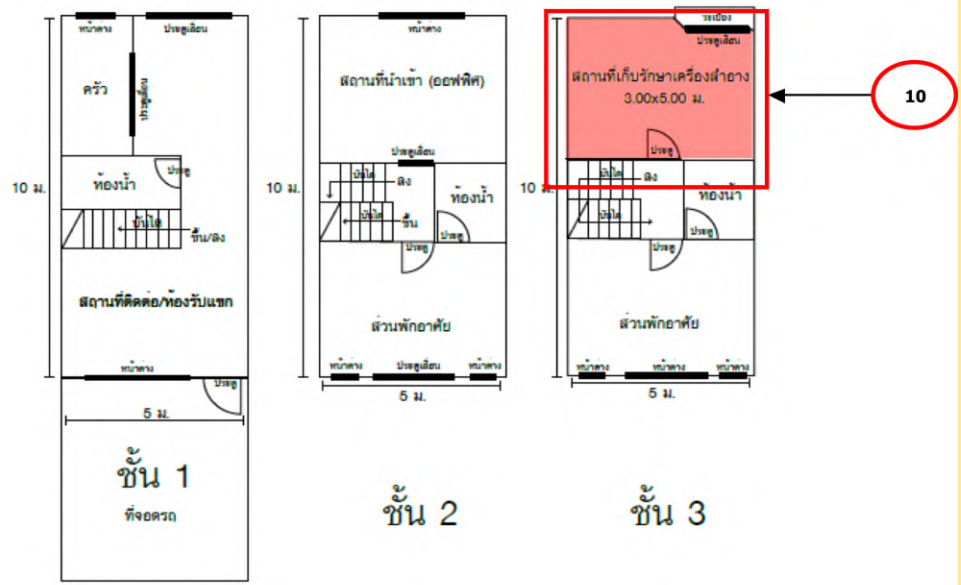 หน้าต่าง
ประตูเลื่อน
ครัว
ประตูเลื่อน
ประตู
ห้องน้ำ
10 ม.
บันได
ขึ้น/ลง
สถานที่ติดต่อ/ห้องรับแขก
หน้าต่าง
ประตู
5 ม.
ชั้น 1
ที่จอดรถ
หน้าต่าง
สถานที่นำเข้า (ออฟฟิศ)
ประตูเลื่อน
10 ม.
บันได
ลง
ห้องน้ำ
บันได
ขึ้น
ประตู
ประตู
ส่วนพักอาศัย
หน้าต่าง
ประตูเลื่อน
หน้าต่าง
5 ม.
ชั้น 2
ระเบียง
ประตูเลื่อน
สถานที่เก็บรักษาเครื่องสำอาง
3.00x5.00 ม.
10
ประตู
10 ม.
บันได
ลง
ห้องน้ำ
บันได
ประตู
ประตู
ส่วนพักอาศัย
หน้าต่าง
หน้าต่าง
หน้าต่าง
5 ม.
ชั้น 3